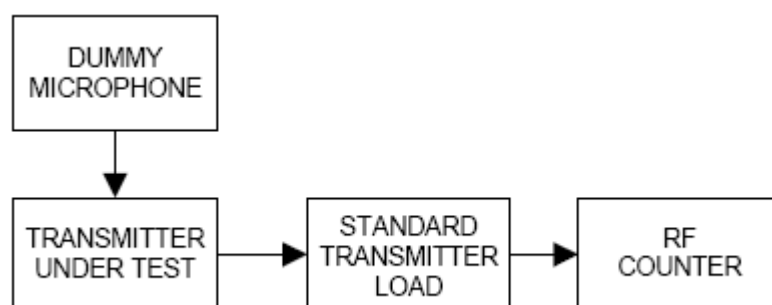 DUMMY
MICROPHONE
TRANSMITTER
UNDER TEST
STANDARD
TRANSMITTER
LOAD
RF
COUNTER